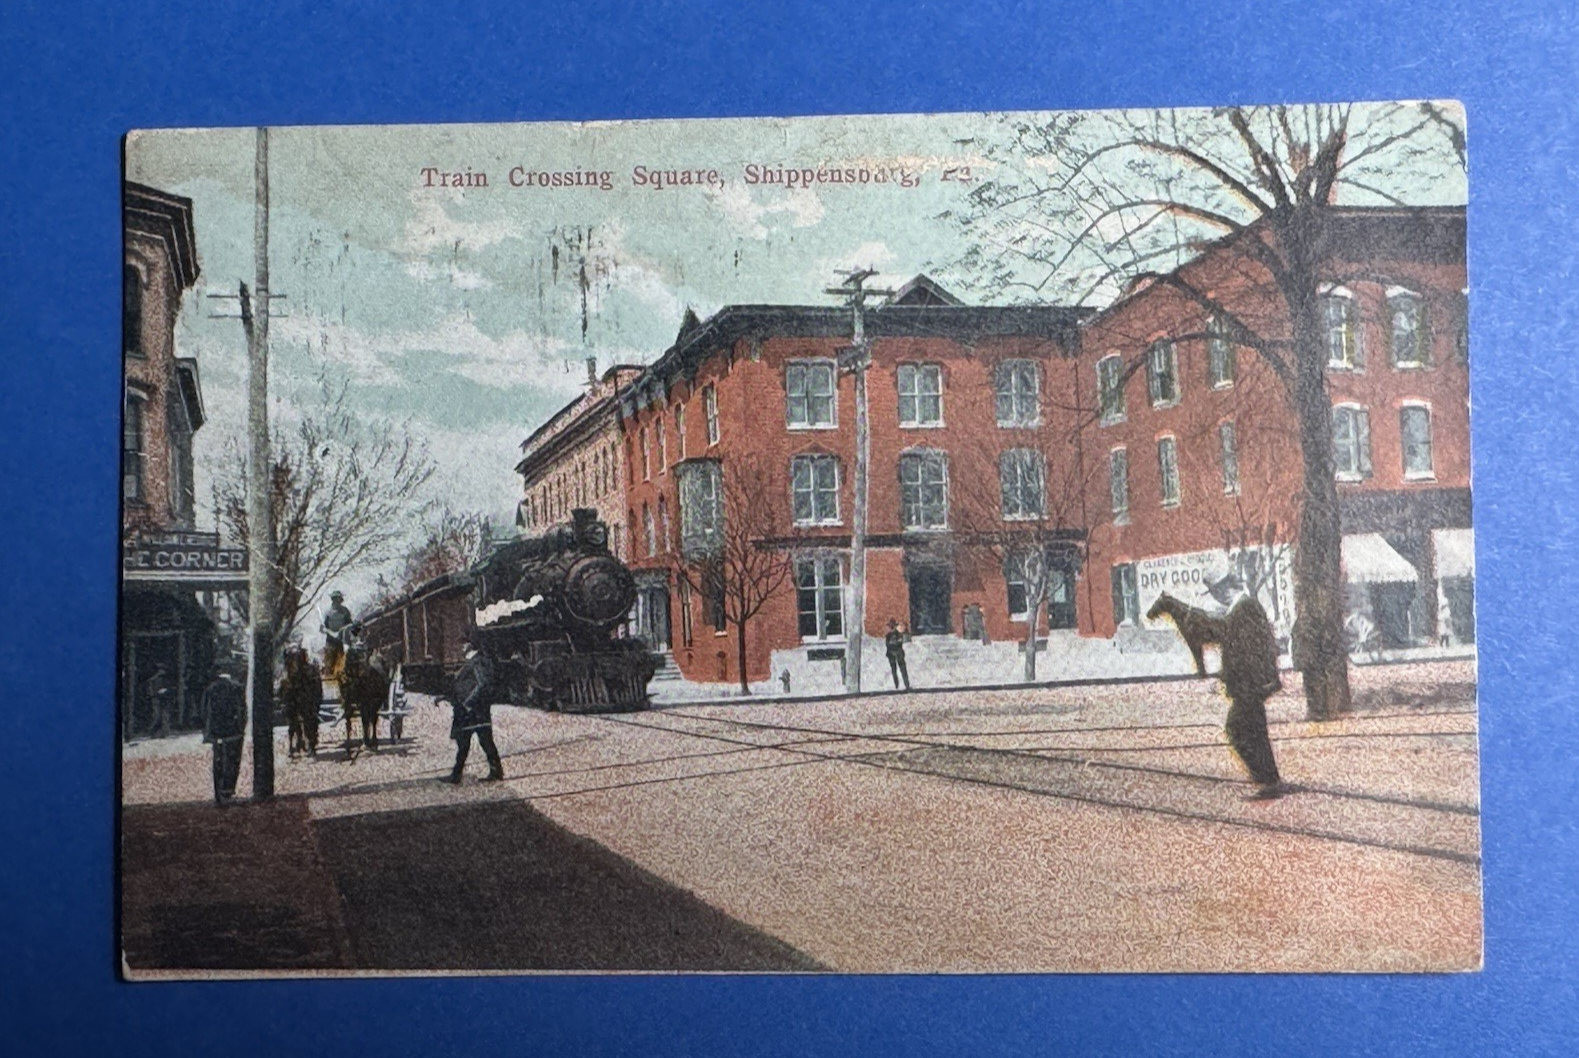 Train Crossing Square, Shippensburg, Pa.
CORNER
DRY GOO